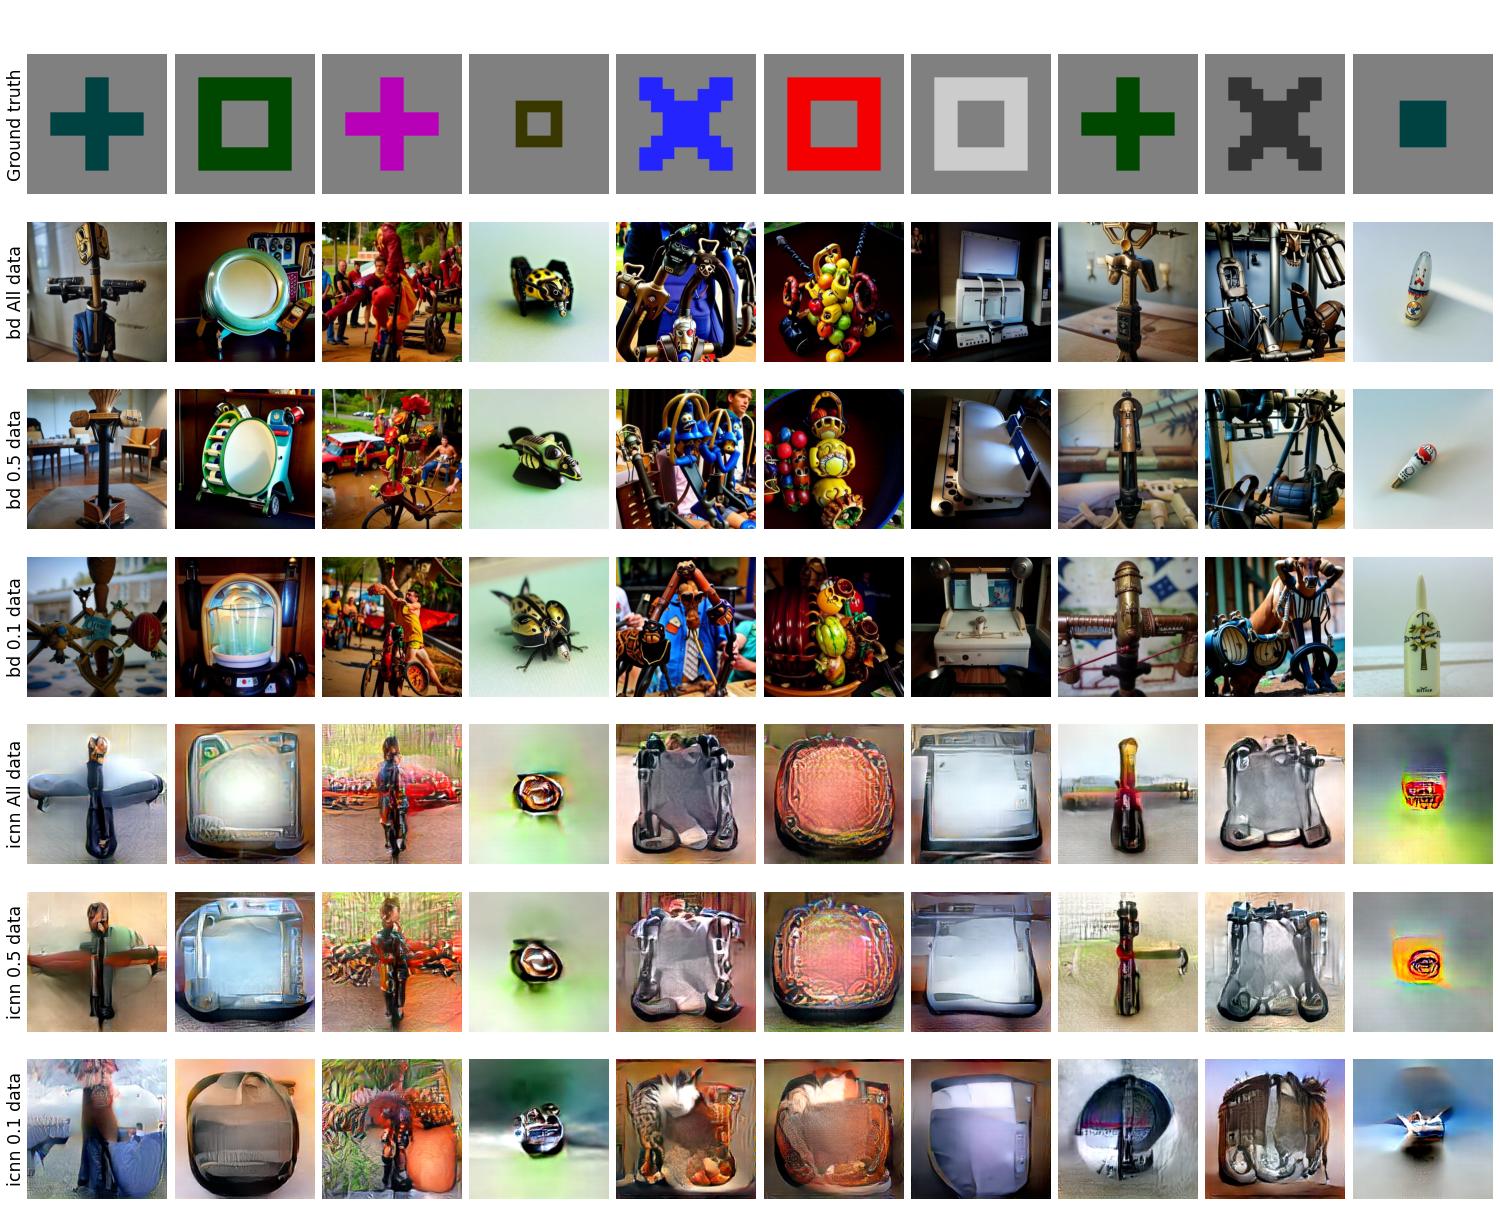 Ground truth
bd All data
bd 0.5 data
bd 0.1 data
icnn All data
icnn 0.5 data
icnn 0.1 data